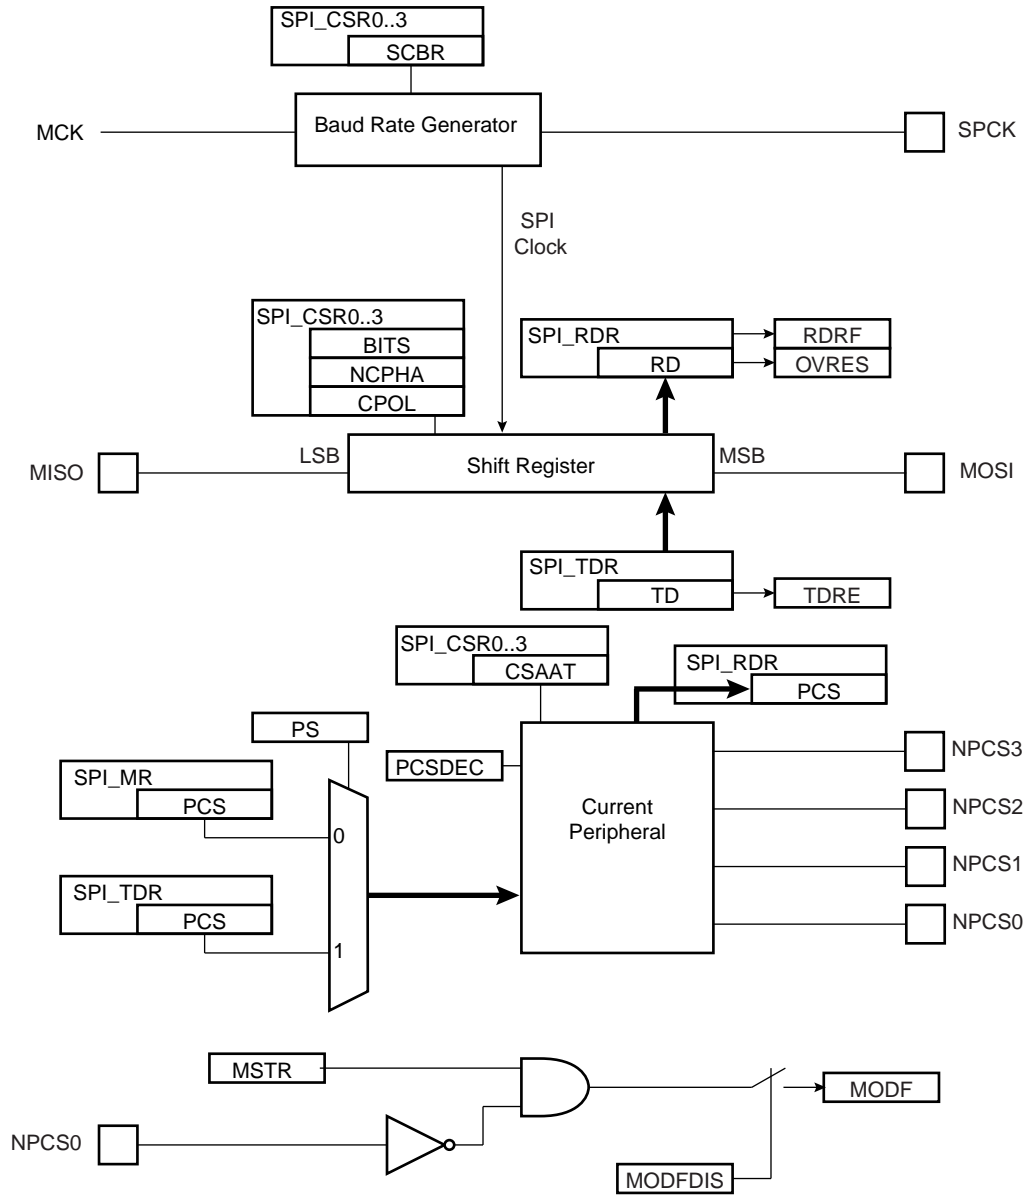 SPI_CSR0..3
SCBR
MCK
Baud Rate Generator
SPCK
SPI
Clock
SPI_CSR0..3
BITS
NCPHA
CPOL
SPI_RDR
RD
RDRF
OVRES
MISO
LSB
Shift Register
MSB
MOSI
SPI_TDR
TD
TDRE
SPI_CSR0..3
CSAAT
SPI_RDR
PCS
PS
PCSDEC
SPI_MR
PCS
0
SPI_TDR
PCS
1
Current
Peripheral
NPCS3
NPCS2
NPCS1
NPCS0
MSTR
MODF
NPCS0
MODFDIS